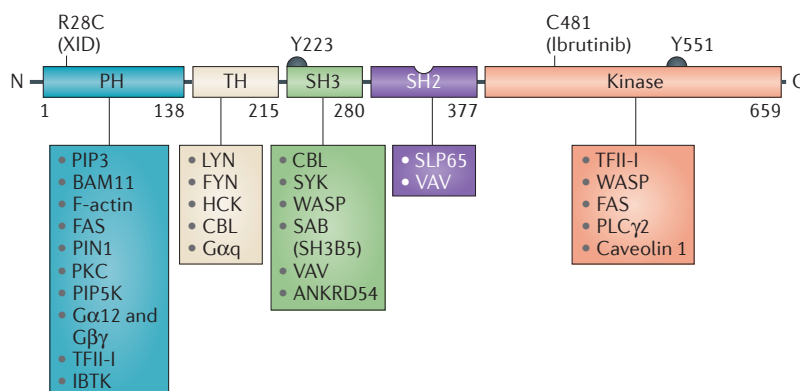 R28C
(XID)
Y223
C481
(Ibrutinib)
Y551
N
PH
TH
SH3
SH2
Kinase
C
1
138
215
280
377
659
• PIP3
• BAM11
• F-actin
• FAS
• PIN1
• PKC
• PIP5K
• Gα12 and
Gβγ
• TFII-I
• IBTK
• LYN
• FYN
• HCK
• CBL
• Gαq
• CBL
• SYK
• WASP
• SAB
(SH3B5)
• VAV
• ANKRD54
• SLP65
• VAV
• TFII-I
• WASP
• FAS
• PLCγ2
• Caveolin 1